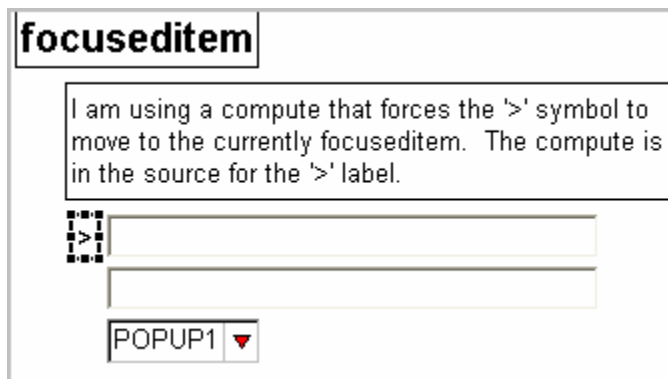 focuseditem
I am using a compute that forces the '>' symbol to
move to the currently focuseditem.  The compute is
in the source for the '>' label.
>
POPUP1